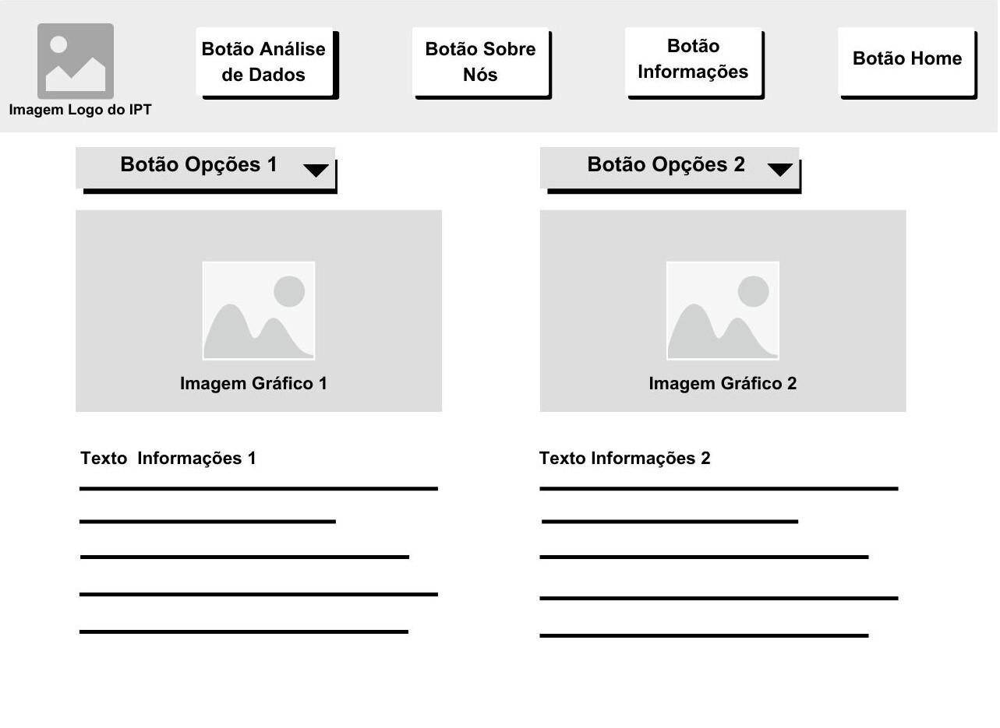 Imagem Logo do IPT
Botão Análise
de Dados
Botão Sobre
Nós
Botão
Informações
Botão Home
Botão Opções 1
Botão Opções 2
Imagem Gráfico 1
Imagem Gráfico 2
Texto  Informações 1
Texto Informações 2